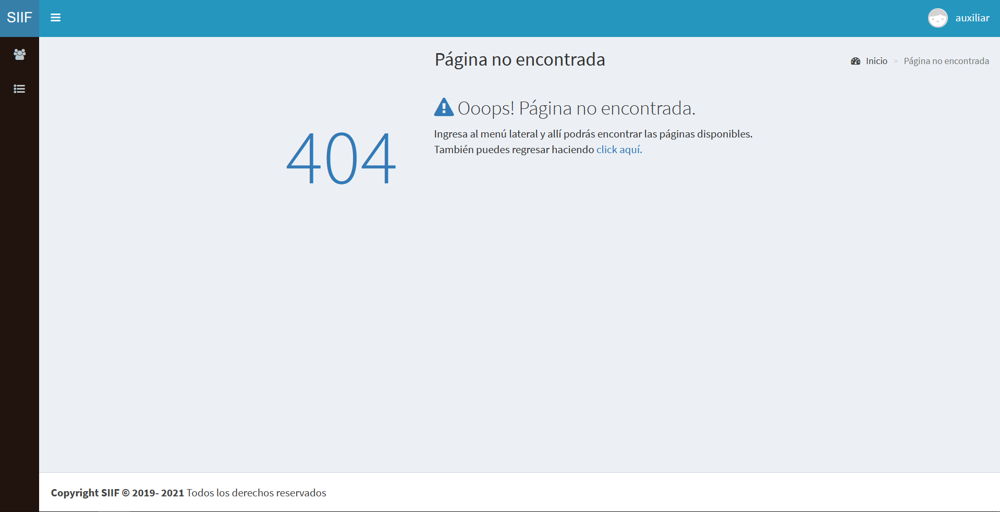 SIIF
auxiliar
Página no encontrada
Inicio > Página no encontrada
Ooops! Página no encontrada.
404
Ingresa al menú lateral y allí podrás encontrar las páginas disponibles.
También puedes regresar haciendo click aquí.
Copyright SIIF © 2019- 2021 Todos los derechos reservados